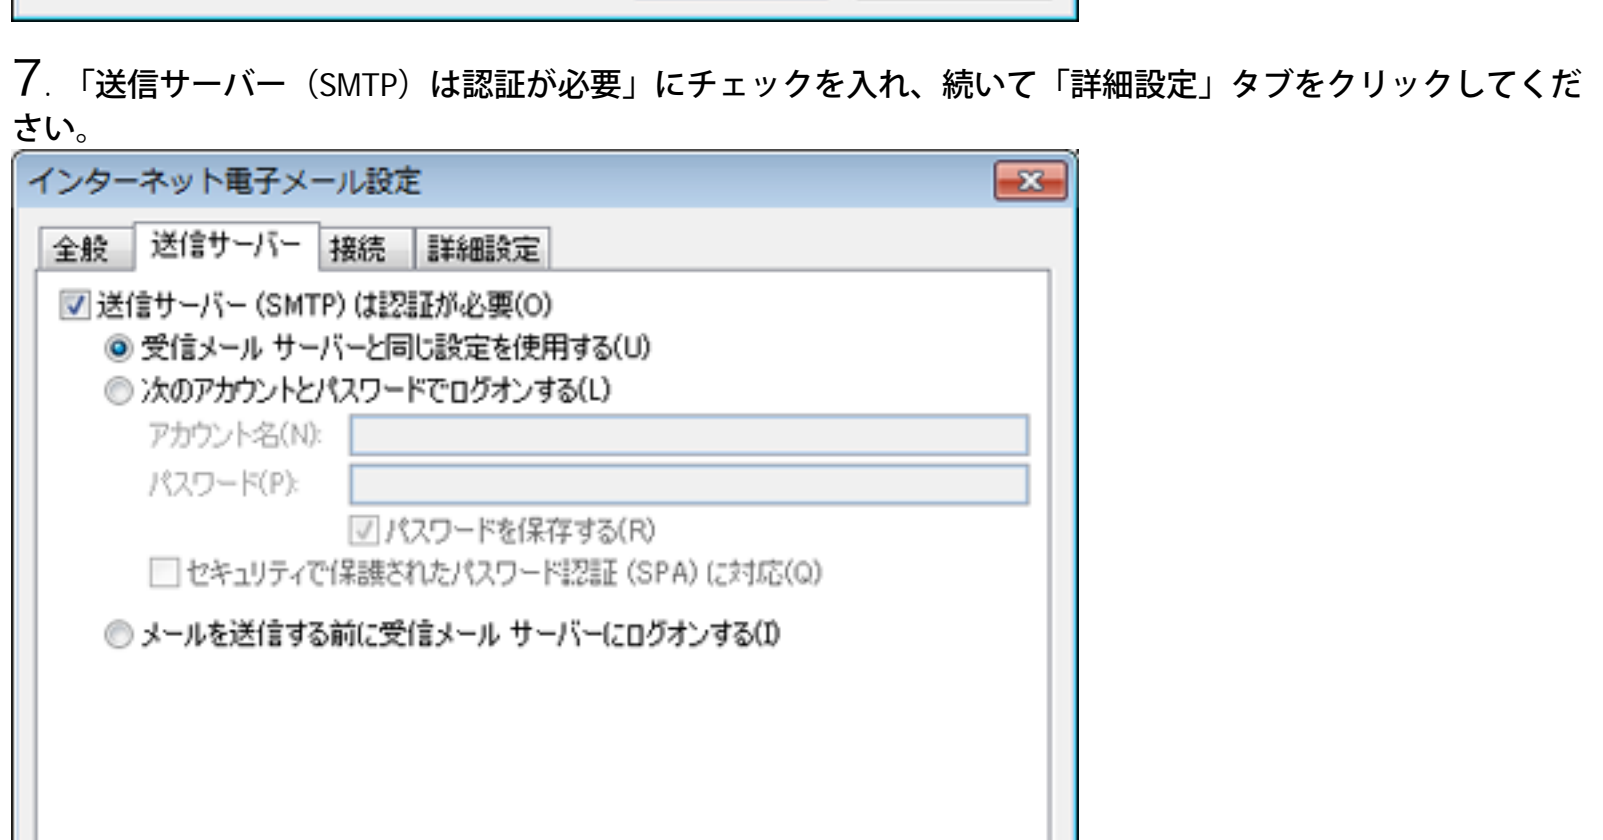 7. 「送信サーバー（SMTP）は認証が必要」にチェックを入れ、続いて「詳細設定」タブをクリックしてくだ
さい。
インターネット電子メール設定
全般 送信サーバー 接続 詳細設定
送信サーバー (SMTP) は認証が必要(O)
受信メール サーバーと同じ設定を使用する(U)
次のアカウントとパスワードでログオンする(L)
アカウント名(N):
パスワード(P):
パスワードを保存する(R)
セキュリティで保護されたパスワード認証 (SPA) に対応(Q)
メールを送信する前に受信メール サーバーにログオンする(I)